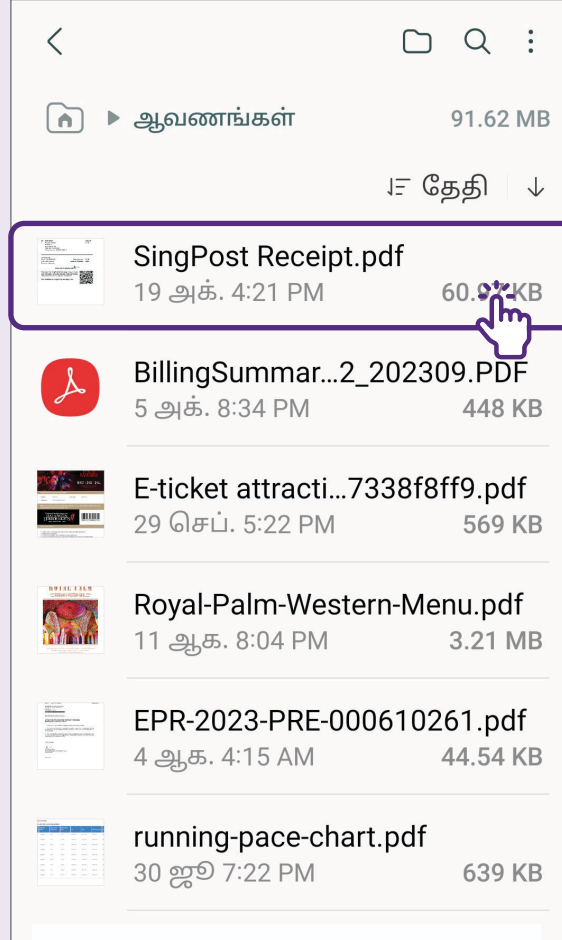 ஆவணங்கள் 91.62 MB
தேதி
SingPost Receipt.pdf
19 அக். 4:21 PM KB
BillingSummar...2_202309.PDF
5 அக். 8:34 PM 448 KB
E-ticket attracti...7338f8ff9.pdf
29 செப். 5:22 PM 569 KB
Royal-Palm-Western-Menu.pdf
11 ஆக. 8:04 PM 3.21 MB
EPR-2023-PRE-000610261.pdf
4 ஆக. 4:15 AM 44.54 KB
running-pace-chart.pdf
30 ஜூ 7:22 PM 639 KB